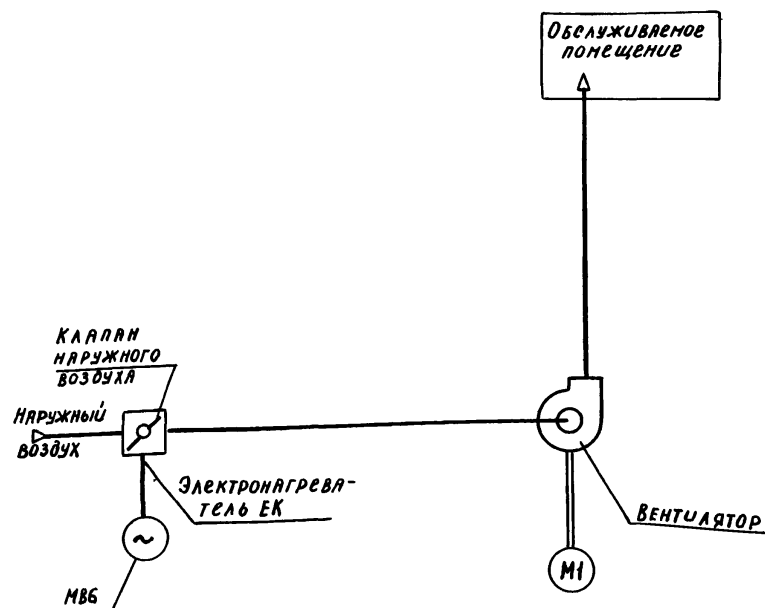 Обслуживаемое
помещение
Клапан
наружного
воздуха
Наружный
воздух
Электронагрева-
тель ЕК
Вентилятор
М1
МВ6
~